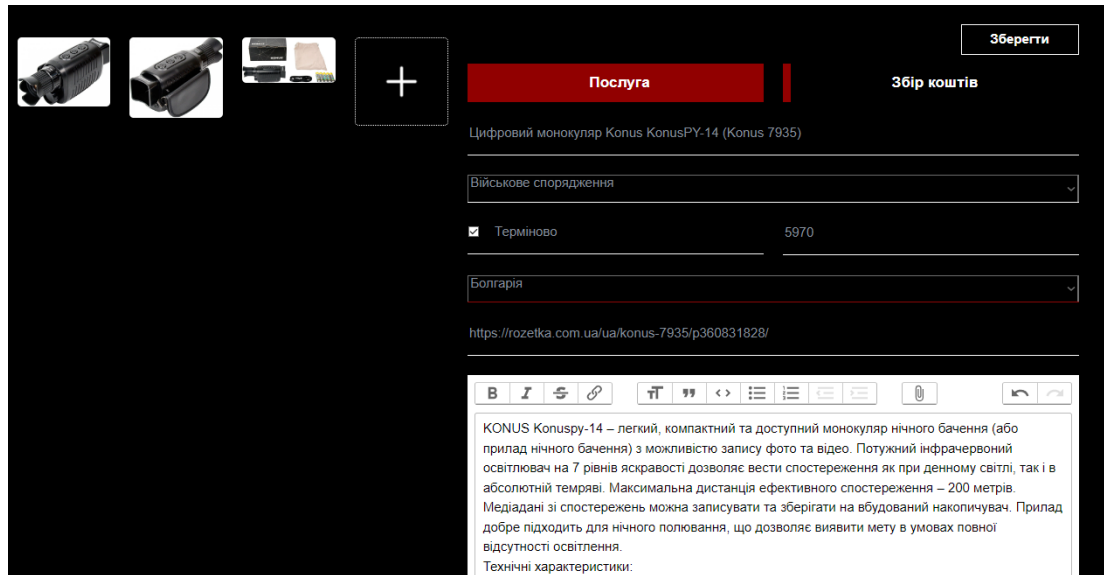 Зберегти
Послуга
Збір коштів
Цифровий монокуляр Konus KonusPY-14 (Konus 7935)
Військове спорядження
Терміново
5970
Болгарія
https://rozetka.com.ua/ua/konus-7935/p360831828/
KONUS Konuspy-14 – легкий, компактний та доступний монокуляр нічного бачення (або
прилад нічного бачення) з можливістю запису фото та відео. Потужний інфрачервоний
освітлювач на 7 рівнів яскравості дозволяє вести спостереження як при денному світлі, так і в
абсолютній темряві. Максимальна дистанція ефективного спостереження – 200 метрів.
Медіадані зі спостережень можна записувати та зберігати на вбудований накопичувач. Прилад
добре підходить для нічного полювання, що дозволяє виявити мету в умовах повної
відсутності освітлення.
Технічні характеристики: